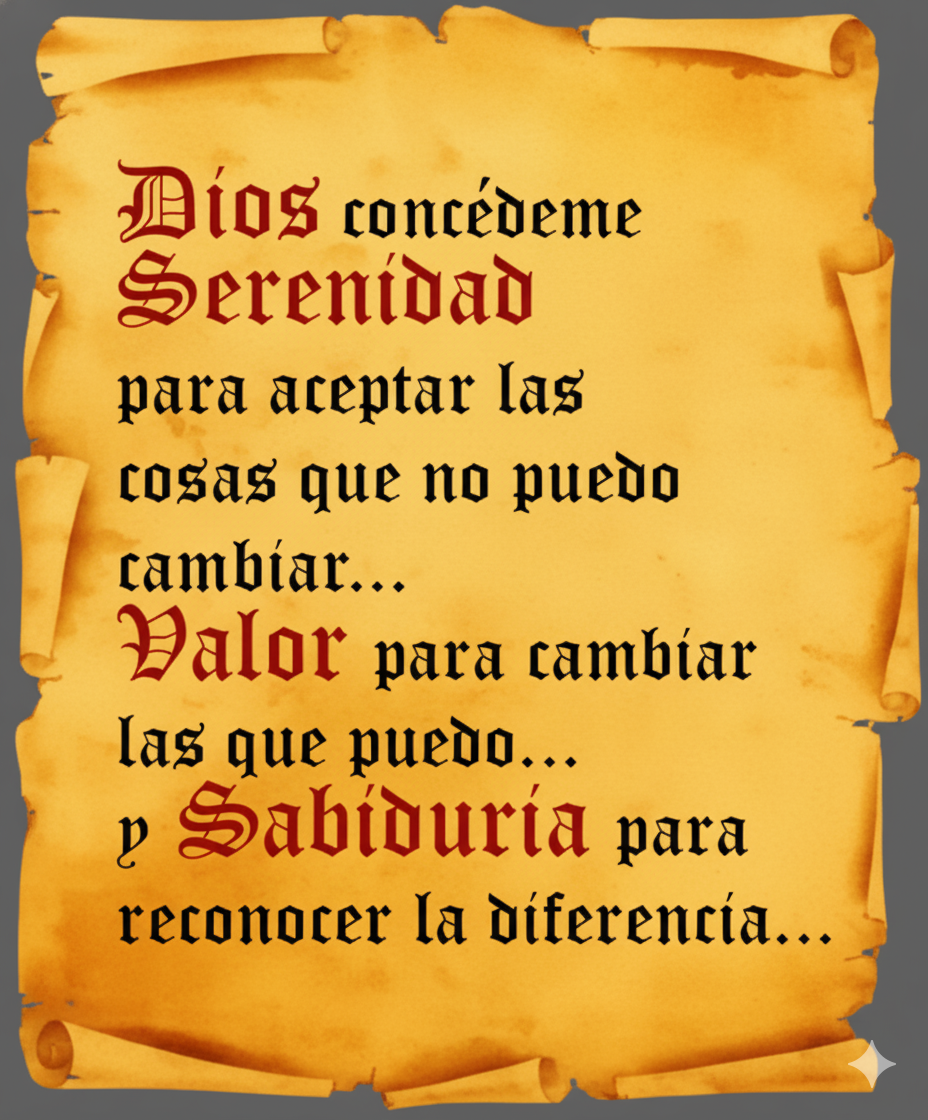 Dios concédeme
Serenidad
para aceptar las
cosas que no puedo
cambiar...
Valor para cambiar
las que puedo...
y Sabiduría para
reconocer la diferencia...